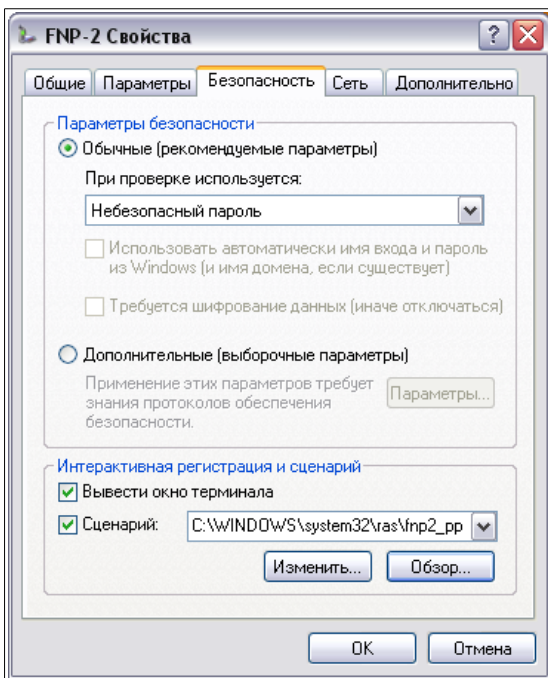 FNP-2 Свойства
Общие Параметры Безопасность Сеть Дополнительно
Параметры безопасности
Обычные (рекомендуемые параметры)
При проверке используется:
Небезопасный пароль
Использовать автоматически имя входа и пароль
из Windows (и имя домена, если существует)
Требуется шифрование данных (иначе отключаться)
Дополнительные (выборочные параметры)
Применение этих параметров требует
знания протоколов обеспечения
безопасности.
Параметры...
Интерактивная регистрация и сценарий
Вывести окно терминала
Сценарий: C:\WINDOWS\system32\ras\fnp2_pp
Изменить... Обзор...
OK Отмена